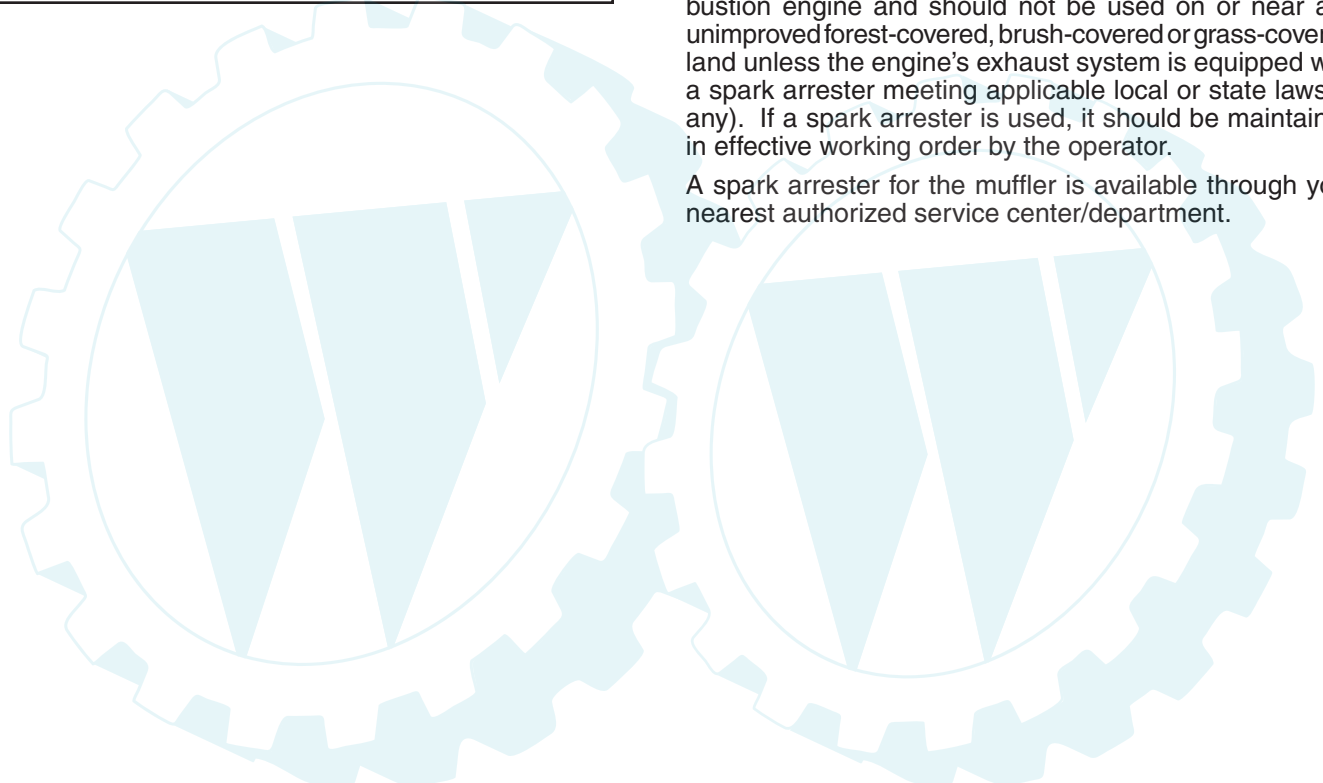 bustion engine and should not be used on or near a
unimproved forest-covered, brush-covered or grass-cover
land unless the engine's exhaust system is equipped w
a spark arrester meeting applicable local or state laws
any). If a spark arrester is used, it should be maintain
in effective working order by the operator.
A spark arrester for the muffler is available through yo
nearest authorized service center/department.